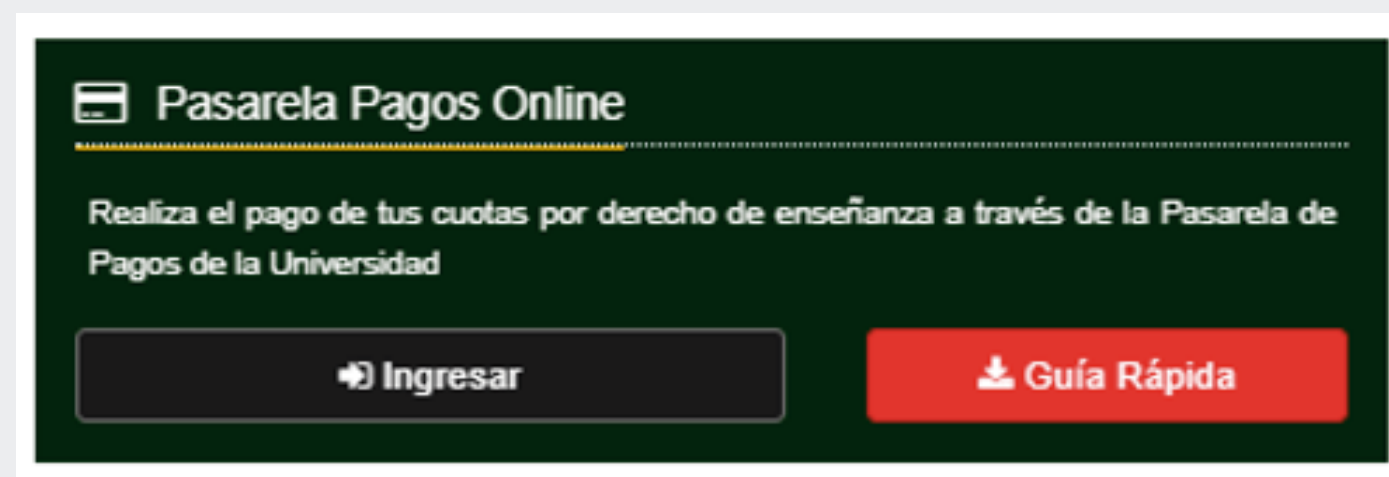 Pasarela Pagos Online
Realiza el pago de tus cuotas por derecho de enseñanza a través de la Pasarela de
Pagos de la Universidad
Ingresar
Guía Rápida